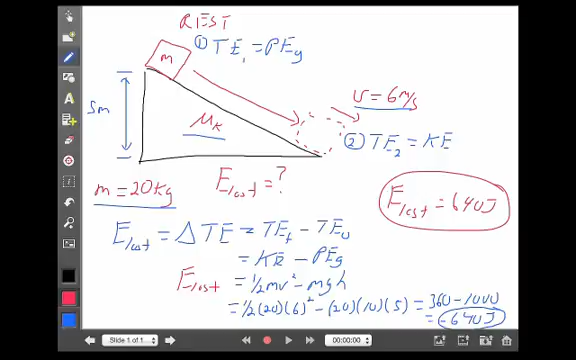 REST
① TE₁ = PEg
m
5m
μK
v = 6 m/s
② TE₂ = KE
Elost = ?
m = 20kg
Elost = 640J
Elost = ΔTE = TEf - TEo
= KE - PEg
Elost = ½mv² - mgh
= ½(20)(6)² - (20)(10)(5) = 360 - 1000
= -640J
Slide 1 of 1
00:00:00